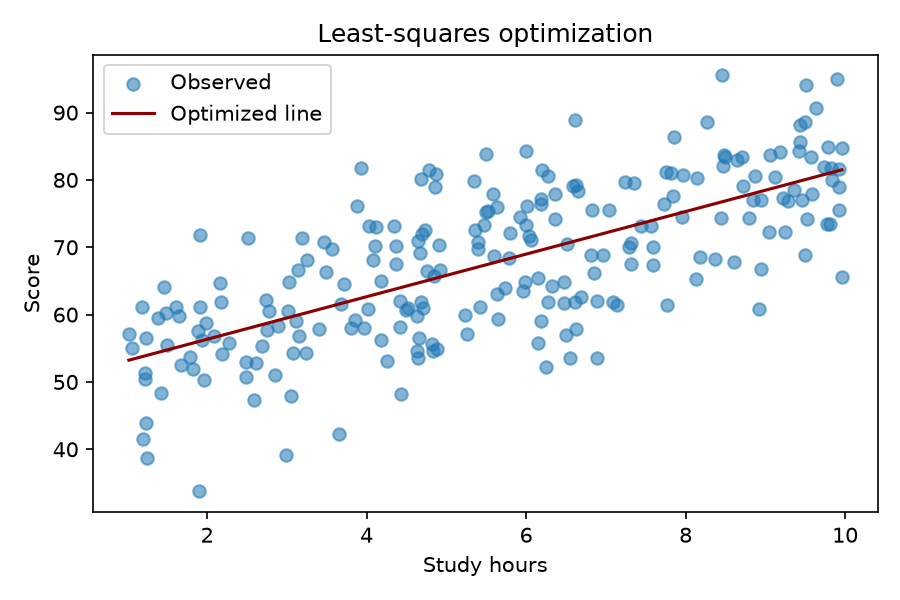 Least-squares optimization
Observed
Optimized line
90
80
70
60
50
40
Score
2 4 6 8 10
Study hours